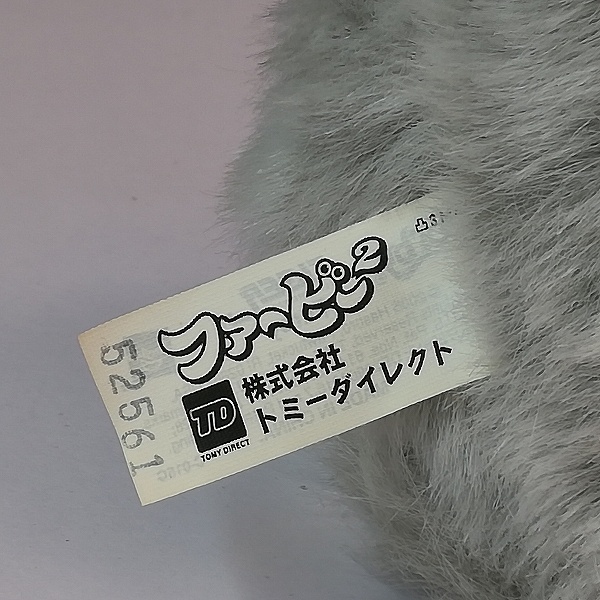 ファービー2
株式会社
トミーダイレクト
TD
TOMY DIRECT
52561